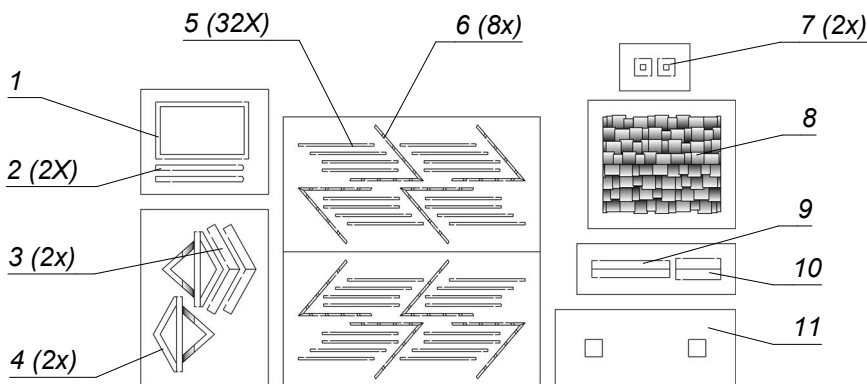 5 (32X)
6 (8x)
7 (2x)
1
8
2 (2X)
9
3 (2x)
10
11
4 (2x)